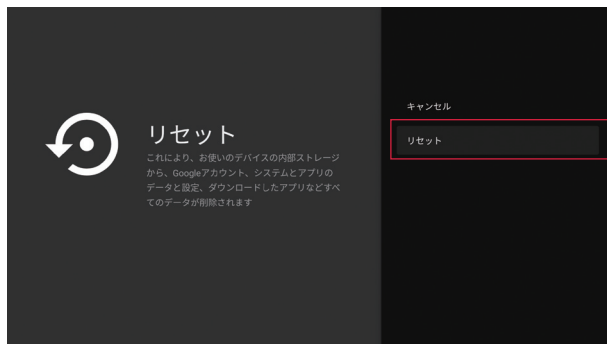 リセット
これにより、お使いのデバイスの内部ストレージ
から、Googleアカウント、システムとアプリの
データと設定、ダウンロードしたアプリなどすべ
てのデータが削除されます
キャンセル
リセット